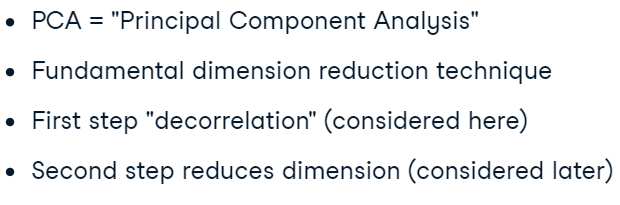 • PCA = "Principal Component Analysis"
• Fundamental dimension reduction technique
• First step "decorrelation" (considered here)
• Second step reduces dimension (considered later)